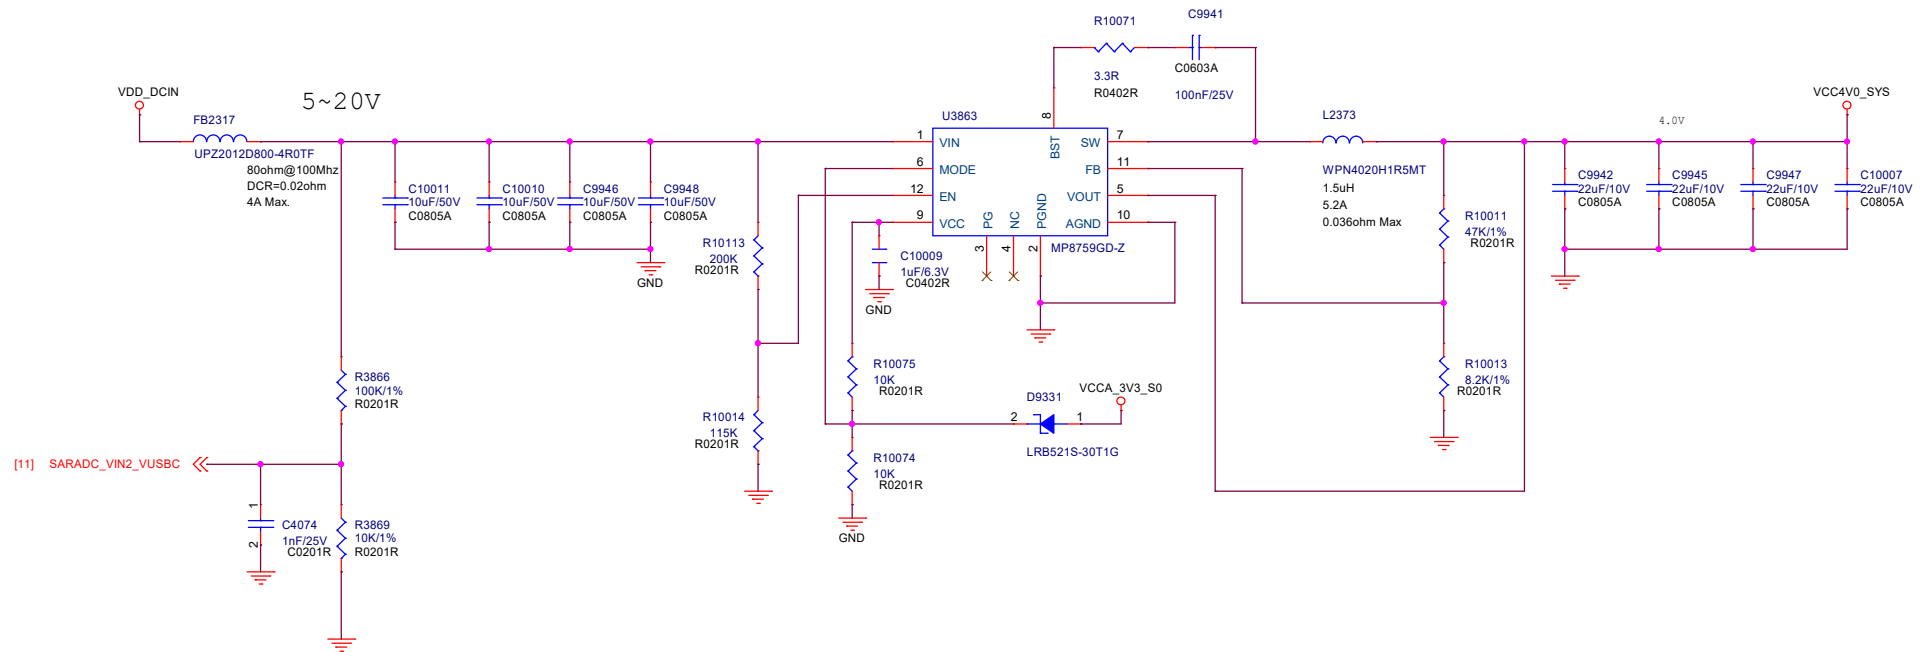 R10071
C9941
3.3R
R0402R
C0603A
100nF/25V
VDD_DCIN
5~20V
FB2317
UPZ2012D800-4R0TF
80ohm@100Mhz
DCR=0.02ohm
4A Max.
C10011
10uF/50V
C0805A
C10010
10uF/50V
C0805A
C9946
10uF/50V
C0805A
C9948
10uF/50V
C0805A
GND
U3863
1
VIN
6
MODE
12
EN
9
VCC
8
BST
SW
7
FB
11
VOUT
5
AGND
10
PG
3
NC
4
PGND
2
MP8759GD-Z
L2373
WPN4020H1R5MT
1.5uH
5.2A
0.036ohm Max
VCC4V0_SYS
4.0V
C9942
22uF/10V
C0805A
C9945
22uF/10V
C0805A
C9947
22uF/10V
C0805A
C10007
22uF/10V
C0805A
R10011
47K/1%
R0201R
R10013
8.2K/1%
R0201R
R10113
200K
R0201R
C10009
1uF/6.3V
C0402R
GND
R10014
115K
R0201R
R10075
10K
R0201R
R10074
10K
R0201R
GND
D9331
2
1
LRB521S-30T1G
VCCA_3V3_S0
R3866
100K/1%
R0201R
[11] SARADC_VIN2_VUSBC
1
2
C4074
1nF/25V
C0201R
R3869
10K/1%
R0201R